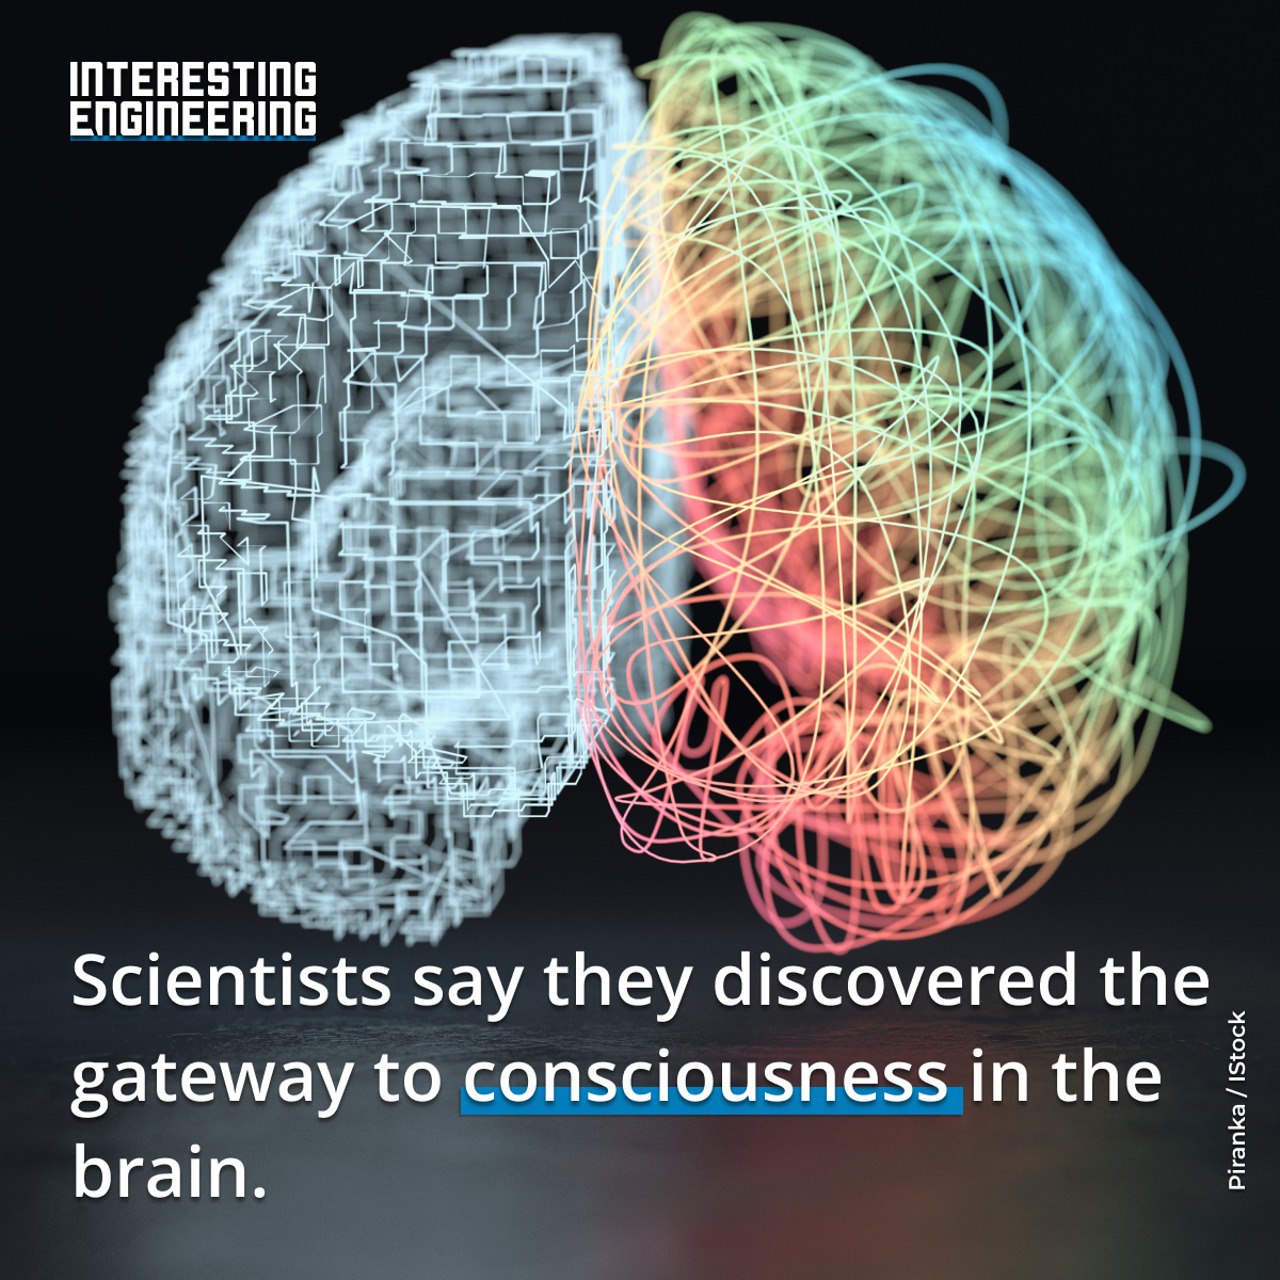 INTERESTING
ENGINEERING
Scientists say they discovered the
gateway to consciousness in the
brain.
Piranka / IStock